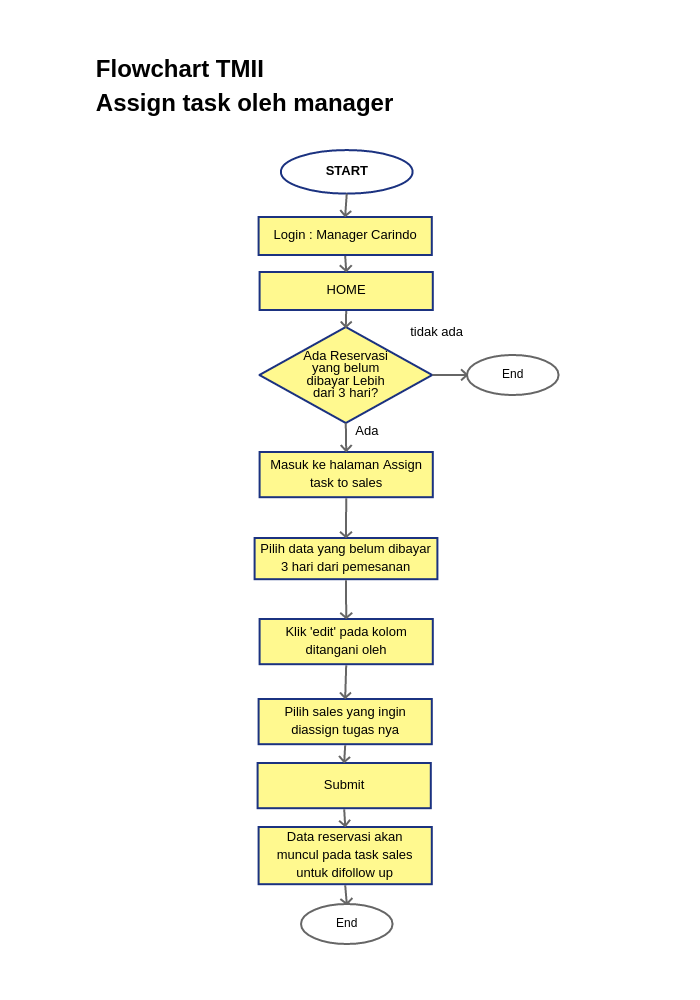 Flowchart TMII
Assign task oleh manager
START
Login : Manager Carindo
HOME
tidak ada
Ada Reservasi
yang belum
dibayar Lebih
dari 3 hari?
End
Ada
Masuk ke halaman Assign
task to sales
Pilih data yang belum dibayar
3 hari dari pemesanan
Klik 'edit' pada kolom
ditangani oleh
Pilih sales yang ingin
diassign tugas nya
Submit
Data reservasi akan
muncul pada task sales
untuk difollow up
End